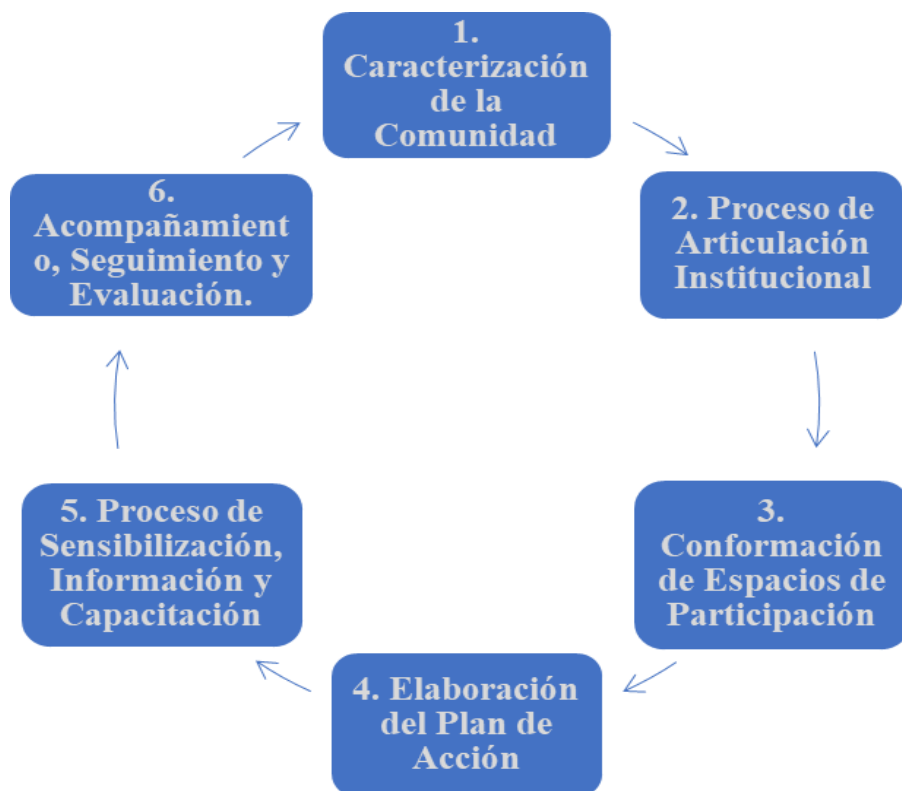 1.
Caracterización
de la
Comunidad
2. Proceso de
Articulación
Institucional
3.
Conformación
de Espacios de
Participación
4. Elaboración
del Plan de
Acción
5. Proceso de
Sensibilización,
Información y
Capacitación
6.
Acompañamient
o, Seguimiento y
Evaluación.